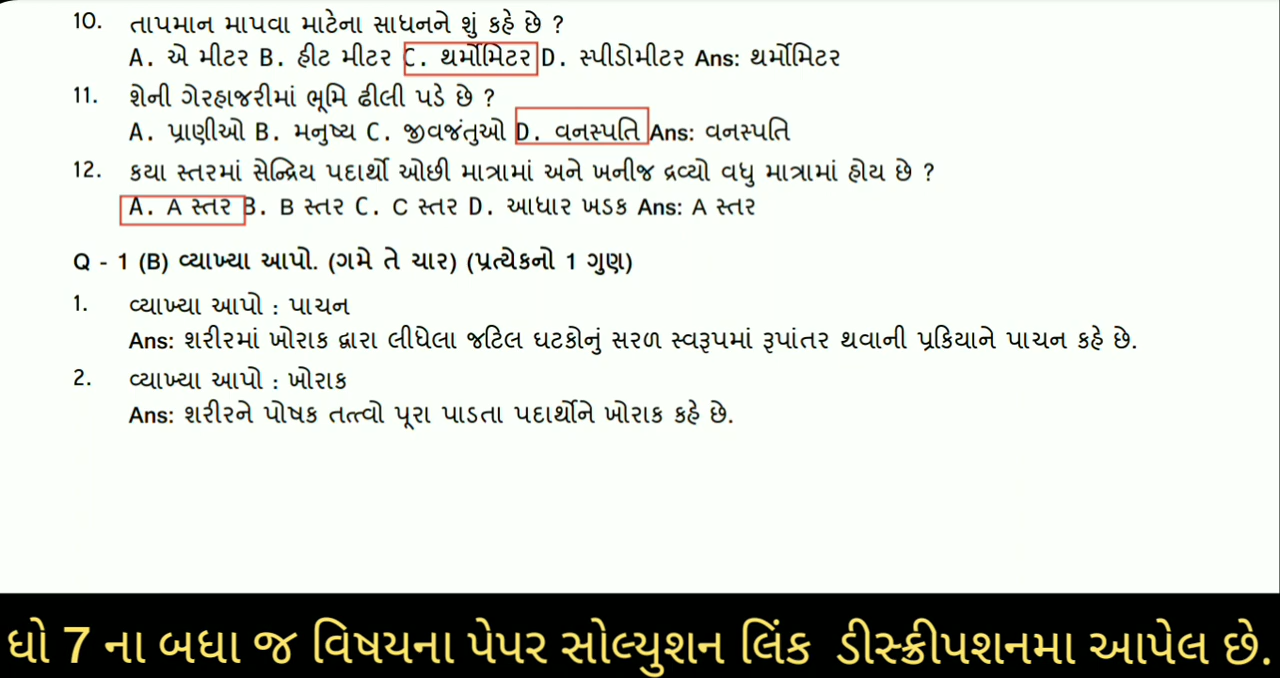 10. તાપમાન માપવા માટેના સાધનને શું કહે છે ?
A. એ મીટર B. હીટ મીટર C. થર્મોમિટર D. સ્પીડોમીટર Ans: થર્મોમિટર
11. શેની ગેરહાજરીમાં ભૂમિ ઢીલી પડે છે ?
A. પ્રાણીઓ B. મનુષ્ય C. જીવજંતુઓ D. વનસ્પતિ Ans: વનસ્પતિ
12. કયા સ્તરમાં સેન્દ્રિય પદાર્થો ઓછી માત્રામાં અને ખનીજ દ્રવ્યો વધુ માત્રામાં હોય છે ?
A. A સ્તર B. B સ્તર C. C સ્તર D. આધાર ખડક Ans: A સ્તર
Q - 1 (B) વ્યાખ્યા આપો. (ગમે તે ચાર) (પ્રત્યેકનો 1 ગુણ)
1. વ્યાખ્યા આપો : પાચન
Ans: શરીરમાં ખોરાક દ્વારા લીધેલા જટિલ ઘટકોનું સરળ સ્વરૂપમાં રૂપાંતર થવાની પ્રકિયાને પાચન કહે છે.
2. વ્યાખ્યા આપો : ખોરાક
Ans: શરીરને પોષક તત્ત્વો પૂરા પાડતા પદાર્થોને ખોરાક કહે છે.
ધો 7 ના બધા જ વિષયના પેપર સોલ્યુશન લિંક ડીસ્ક્રીપશનમા આપેલ છે.